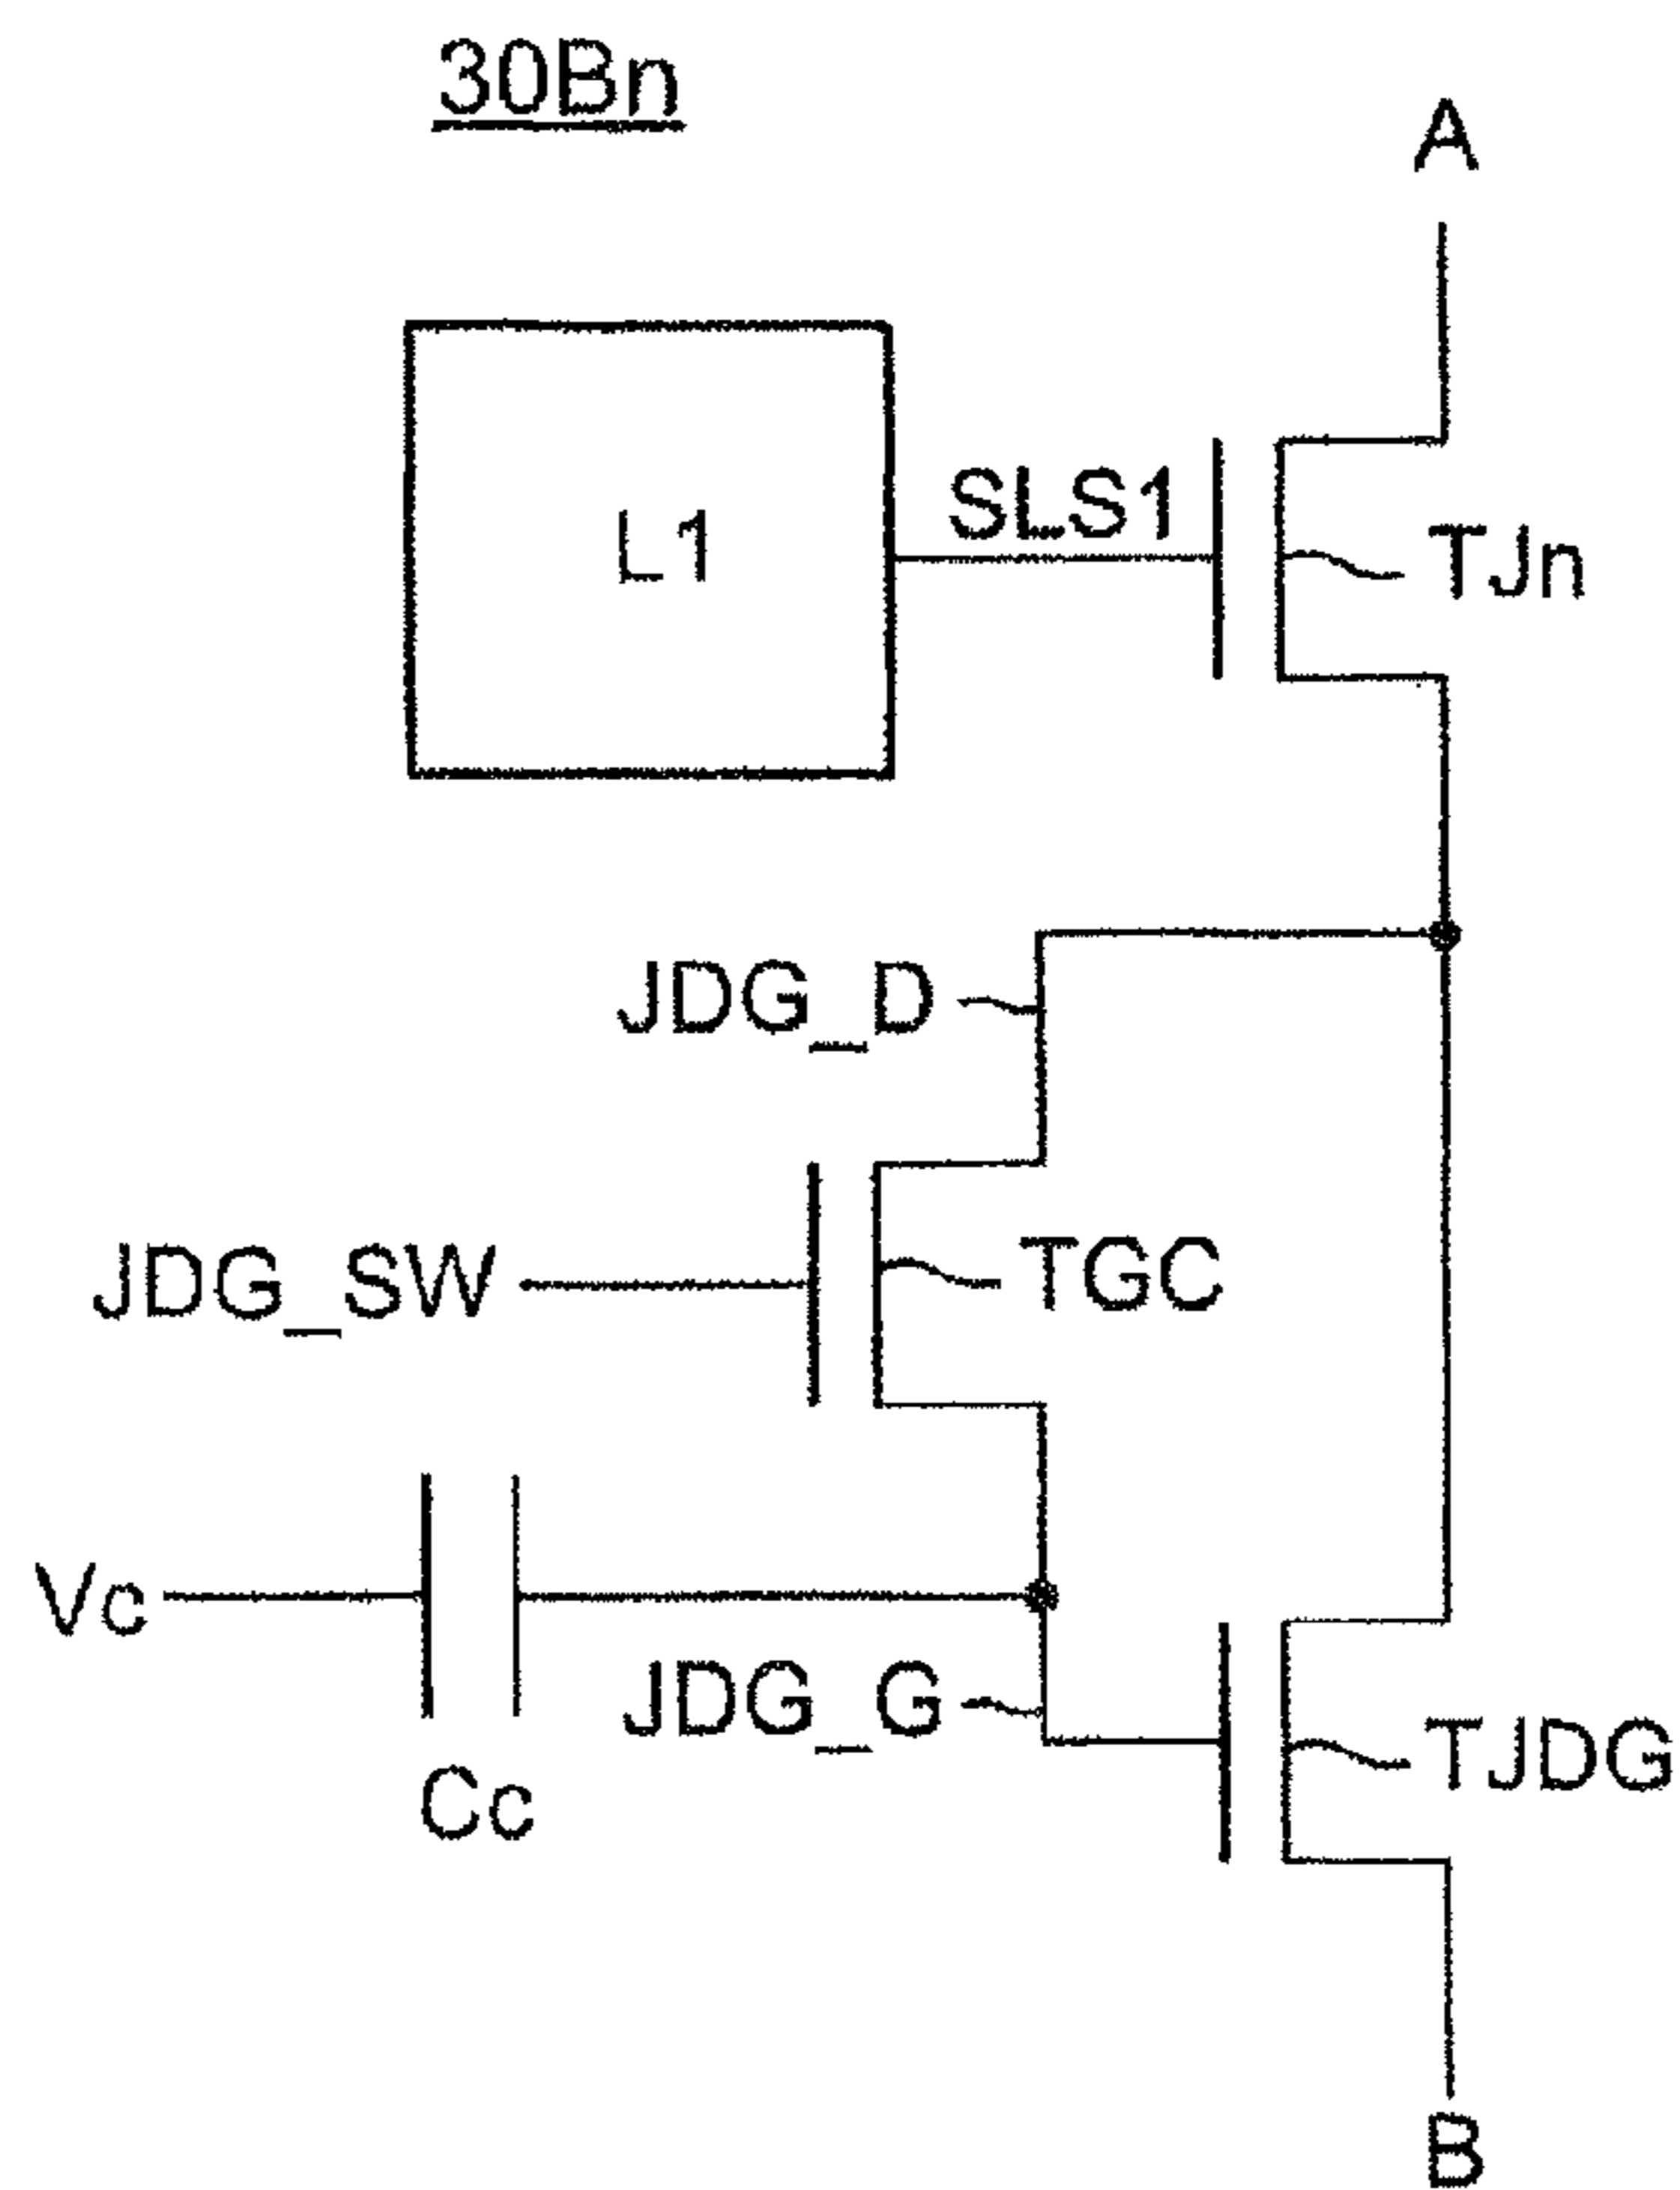 30Bn
A
L1
SLS1
TJn
JDG_D
JDG_SW
TGC
Vc
JDG_G
Cc
TJDG
B